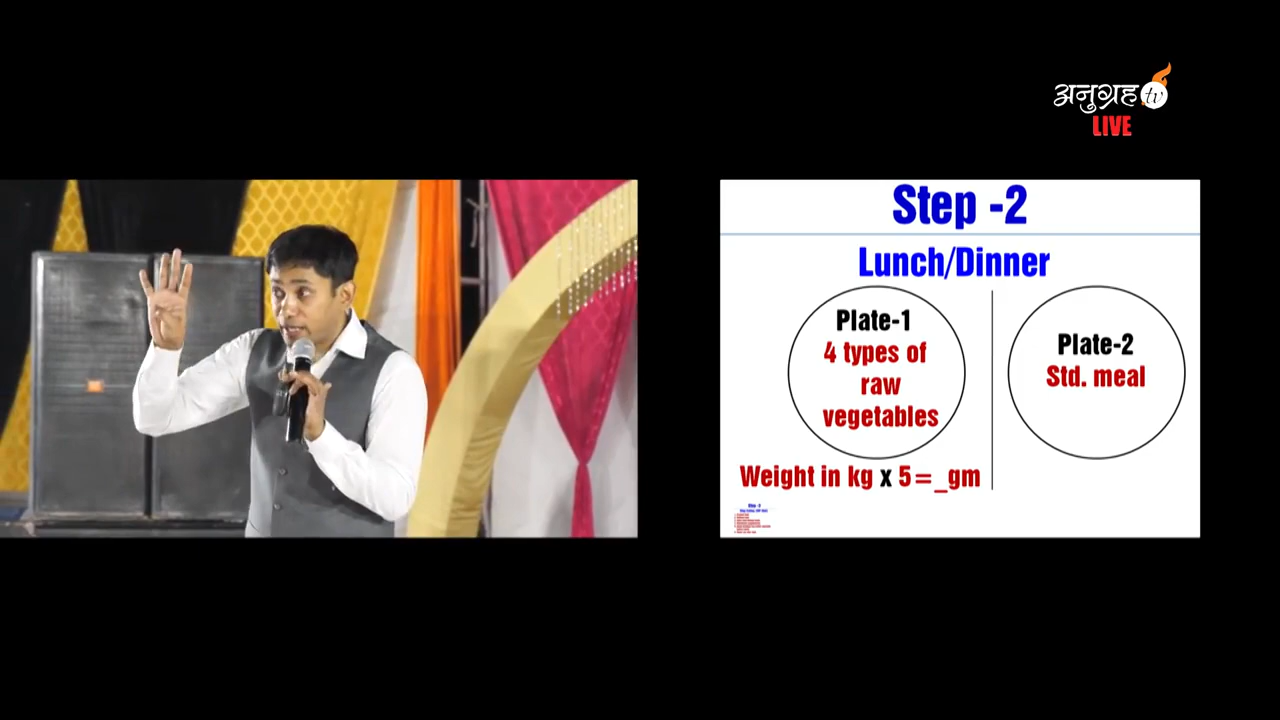 अनुग्रह tv
LIVE
Step -2
Lunch/Dinner
Plate-1
4 types of
raw
vegetables
Weight in kg x 5=_gm
Plate-2
Std. meal